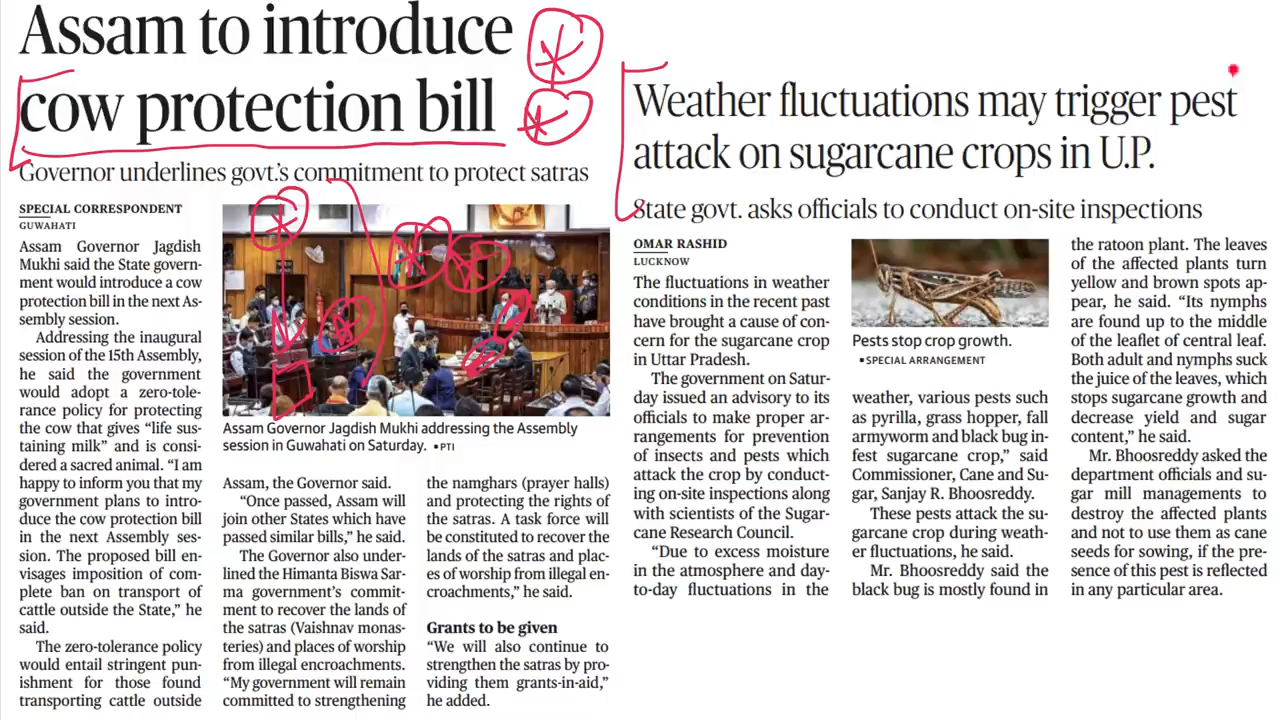 Assam to introduce
cow protection bill
Governor underlines govt.'s commitment to protect satras
SPECIAL CORRESPONDENT
GUWAHATI
Assam Governor Jagdish
Mukhi said the State govern-
ment would introduce a cow
protection bill in the next As-
sembly session.
Addressing the inaugural
session of the 15th Assembly,
he said the government
would adopt a zero-tole-
rance policy for protecting
the cow that gives "life sus-
taining milk" and is consi-
dered a sacred animal. "I am
happy to inform you that my
government plans to intro-
duce the cow protection bill
in the next Assembly ses-
sion. The proposed bill en-
visages imposition of com-
plete ban on transport of
cattle outside the State," he
said.
The zero-tolerance policy
would entail stringent pun-
ishment for those found
transporting cattle outside
Assam Governor Jagdish Mukhi addressing the Assembly
session in Guwahati on Saturday. ▪PTI
Assam, the Governor said.
"Once passed, Assam will
join other States which have
passed similar bills," he said.
The Governor also under-
lined the Himanta Biswa Sar-
ma government's commit-
ment to recover the lands of
the satras (Vaishnav monas-
teries) and places of worship
from illegal encroachments.
"My government will remain
committed to strengthening
the namghars (prayer halls)
and protecting the rights of
the satras. A task force will
be constituted to recover the
lands of the satras and plac-
es of worship from illegal en-
croachments," he said.
Grants to be given
"We will also continue to
strengthen the satras by pro-
viding them grants-in-aid,"
he added.
Weather fluctuations may trigger pest
attack on sugarcane crops in U.P.
State govt. asks officials to conduct on-site inspections
OMAR RASHID
LUCKNOW
The fluctuations in weather
conditions in the recent past
have brought a cause of con-
cern for the sugarcane crop
in Uttar Pradesh.
The government on Satur-
day issued an advisory to its
officials to make proper ar-
rangements for prevention
of insects and pests which
attack the crop by conduct-
ing on-site inspections along
with scientists of the Sugar-
cane Research Council.
"Due to excess moisture
in the atmosphere and day-
to-day fluctuations in the
Pests stop crop growth.
▪SPECIAL ARRANGEMENT
weather, various pests such
as pyrilla, grass hopper, fall
armyworm and black bug in-
fest sugarcane crop," said
Commissioner, Cane and Su-
gar, Sanjay R. Bhoosreddy.
These pests attack the su-
garcane crop during weath-
er fluctuations, he said.
Mr. Bhoosreddy said the
black bug is mostly found in
the ratoon plant. The leaves
of the affected plants turn
yellow and brown spots ap-
pear, he said. "Its nymphs
are found up to the middle
of the leaflet of central leaf.
Both adult and nymphs suck
the juice of the leaves, which
stops sugarcane growth and
decrease yield and sugar
content," he said.
Mr. Bhoosreddy asked the
department officials and su-
gar mill managements to
destroy the affected plants
and not to use them as cane
seeds for sowing, if the pre-
sence of this pest is reflected
in any particular area.